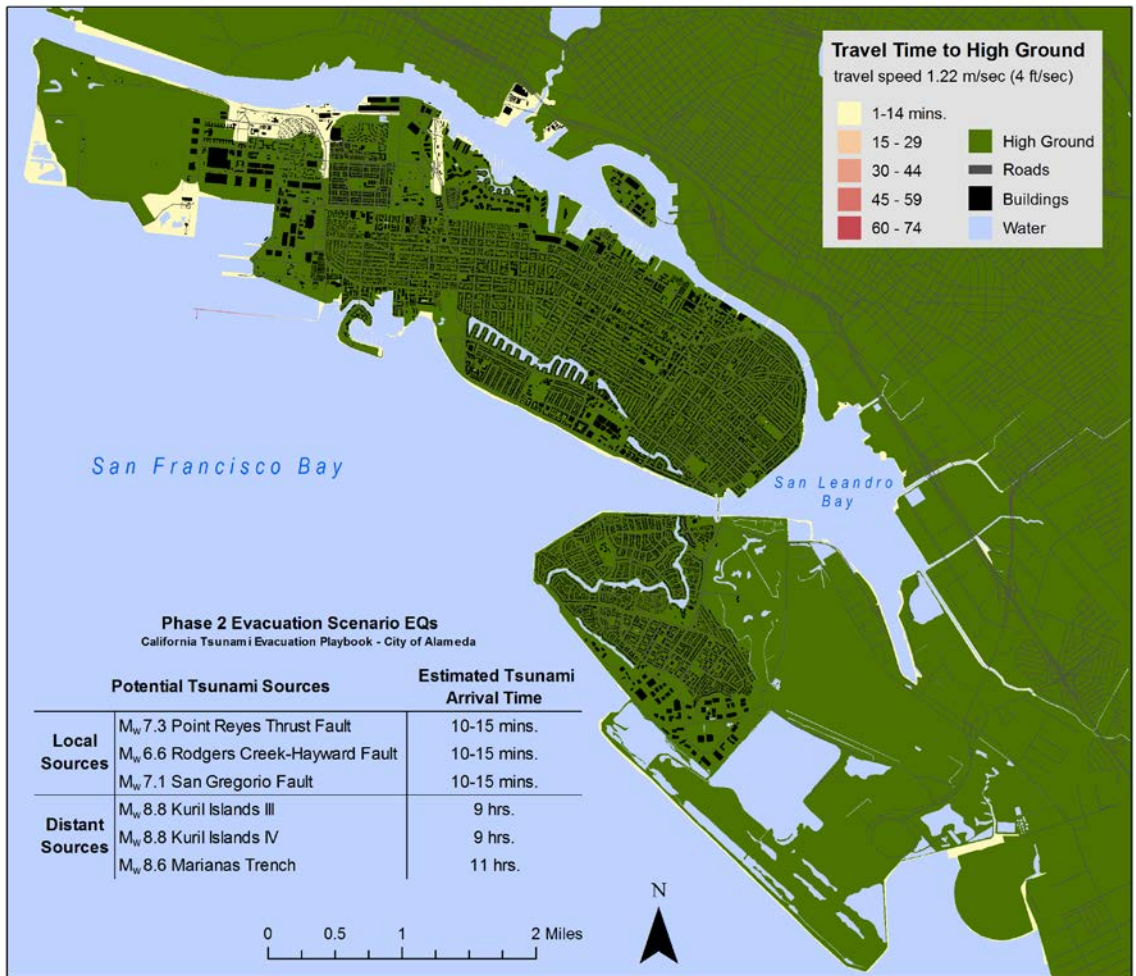 Travel Time to High Ground
travel speed 1.22 m/sec (4 ft/sec)
1-14 mins.
15 - 29
30 - 44
45 - 59
60 - 74
High Ground
Roads
Buildings
Water
San Francisco Bay
San Leandro
Bay
Phase 2 Evacuation Scenario EQs
California Tsunami Evacuation Playbook - City of Alameda
Potential Tsunami Sources
Estimated Tsunami
Arrival Time
Local
Sources
Mw 7.3 Point Reyes Thrust Fault 10-15 mins.
Mw 6.6 Rodgers Creek-Hayward Fault 10-15 mins.
Mw 7.1 San Gregorio Fault 10-15 mins.
Distant
Sources
Mw 8.8 Kuril Islands III 9 hrs.
Mw 8.8 Kuril Islands IV 9 hrs.
Mw 8.6 Marianas Trench 11 hrs.
0 0.5 1 2 Miles
N